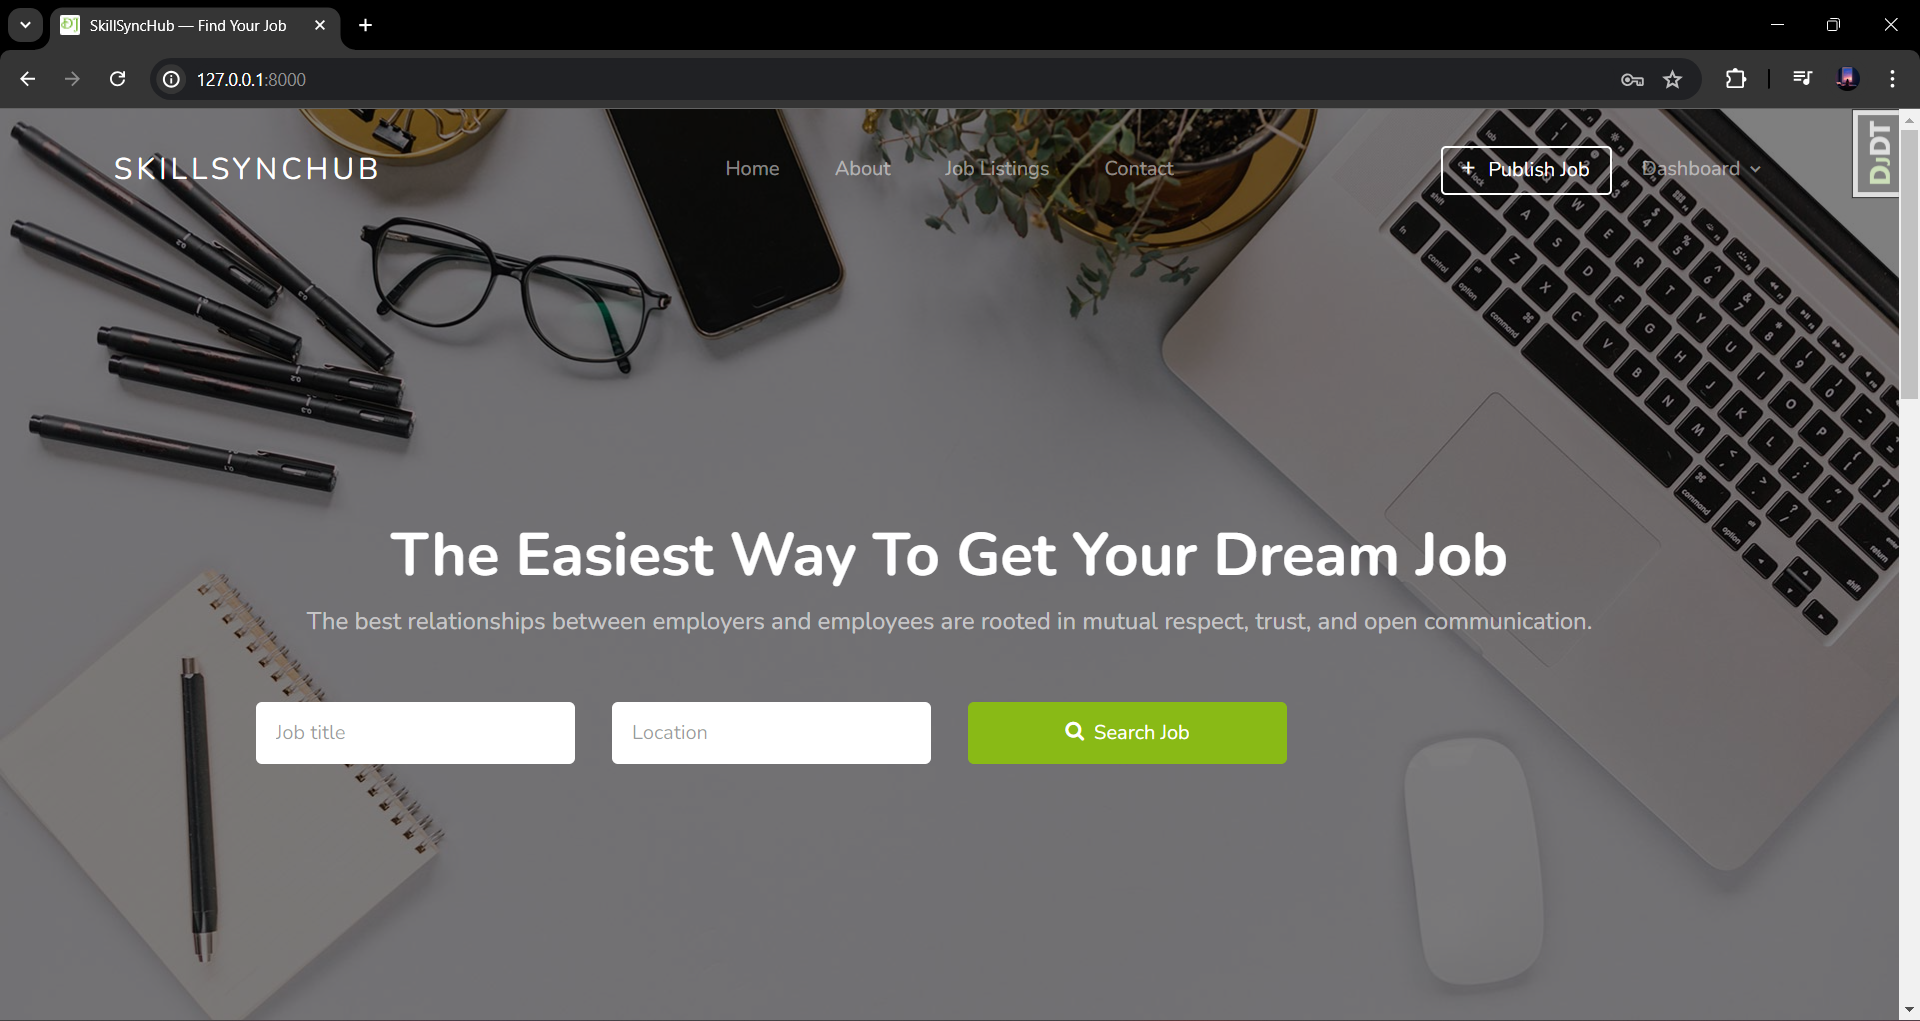 SkillSyncHub — Find Your Job
127.0.0.1:8000
SKILLSYNCHUB
Home
About
Job Listings
Contact
+ Publish Job
Dashboard
DjDT
The Easiest Way To Get Your Dream Job
The best relationships between employers and employees are rooted in mutual respect, trust, and open communication.
Job title
Location
Search Job